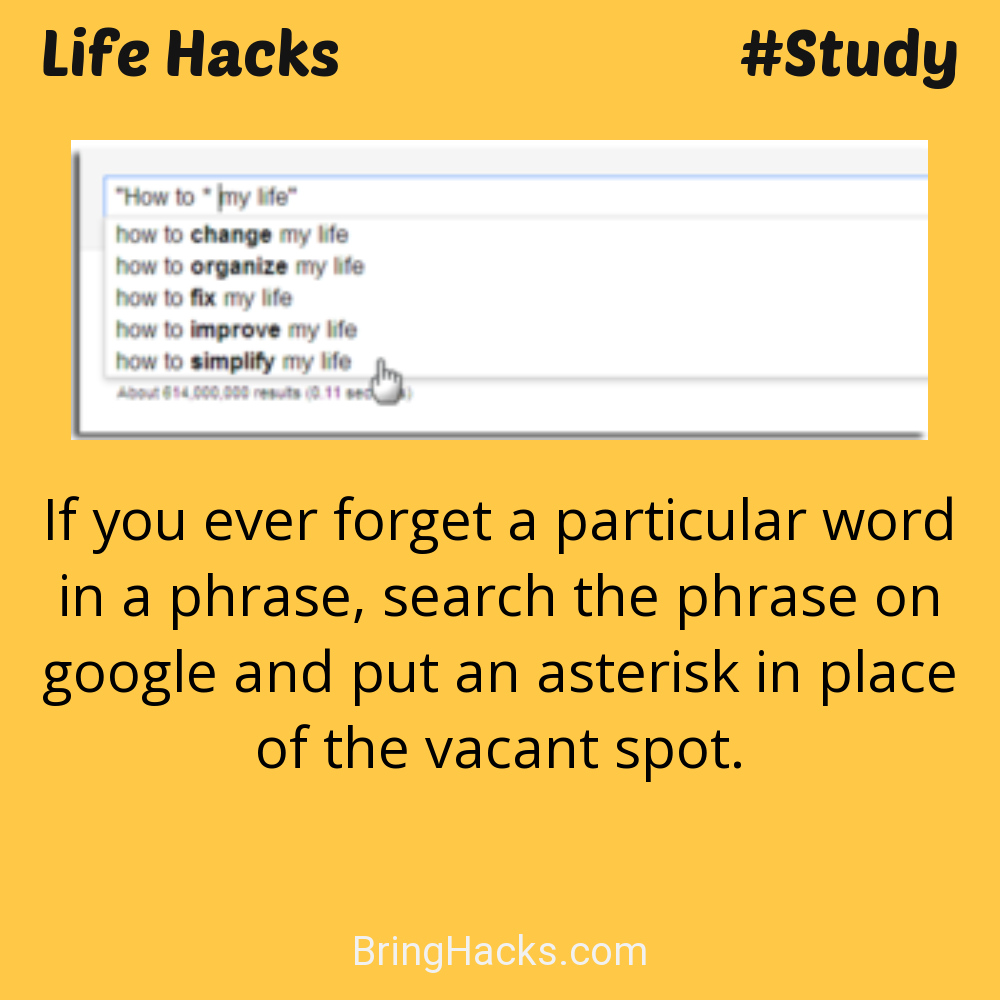 Life Hacks #Study
"How to * my life"
how to change my life
how to organize my life
how to fix my life
how to improve my life
how to simplify my life
About 614,000,000 results (0.11
If you ever forget a particular word
in a phrase, search the phrase on
google and put an asterisk in place
of the vacant spot.
BringHacks.com